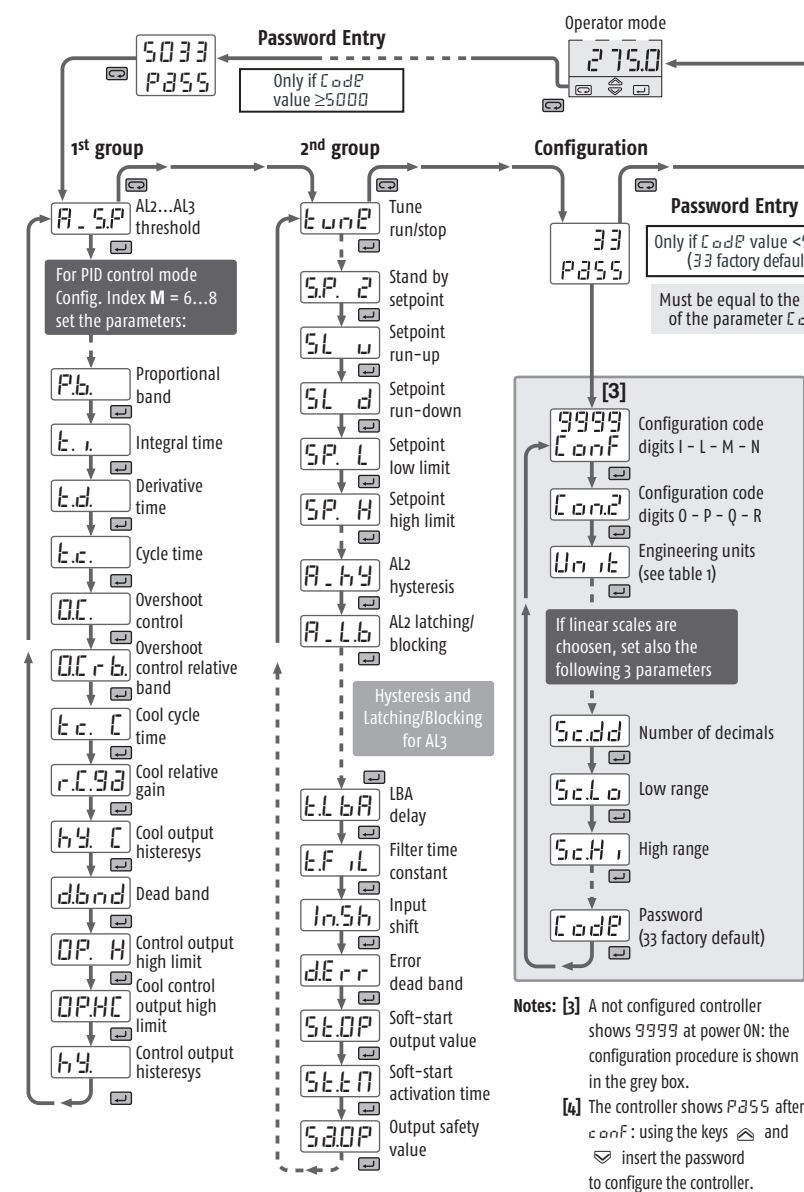 Operator mode
275.0
5033
PASS
Password Entry
Only if CodE
value ≥5000
1st group
2nd group
Configuration
A_S.P
AL2...AL3
threshold
For PID control mode
Config. Index M = 6...8
set the parameters:
P.b.
Proportional
band
t.i.
Integral time
t.d.
Derivative
time
t.c.
Cycle time
O.C.
Overshoot
control
O.C r b.
Overshoot
control relative
band
t c. C
Cool cycle
time
r.C.ga
Cool relative
gain
hY. C
Cool output
histeresys
d.bnd
Dead band
OP. H
Control output
high limit
OP.HC
Cool control
output high
limit
hY.
Control output
histeresys
tunE
Tune
run/stop
S.P. 2
Stand by
setpoint
SL u
Setpoint
run-up
SL d
Setpoint
run-down
SP. L
Setpoint
low limit
SP. H
Setpoint
high limit
A_hY
AL2
hysteresis
A_L.b
AL2 latching/
blocking
Hysteresis and
Latching/Blocking
for AL3
t.LbA
LBA
delay
t.FiL
Filter time
constant
In.Sh
Input
shift
d.Err
Error
dead band
St.OP
Soft-start
output value
St.tM
Soft-start
activation time
Sa.OP
Output safety
value
33
PASS
Password Entry
Only if CodE value <
(33 factory defaul
Must be equal to the
of the parameter
[3]
9999
ConF
Configuration code
digits I - L - M - N
Con.2
Configuration code
digits O - P - Q - R
Unit
Engineering units
(see table 1)
If linear scales are
choosen, set also the
following 3 parameters
Sc.dd
Number of decimals
Sc.Lo
Low range
Sc.Hi
High range
CodE
Password
(33 factory default)
Notes: [3] A not configured controller
shows 9999 at power ON: the
configuration procedure is shown
in the grey box.
[4] The controller shows PASS after
conF: using the keys and
insert the password
to configure the controller.